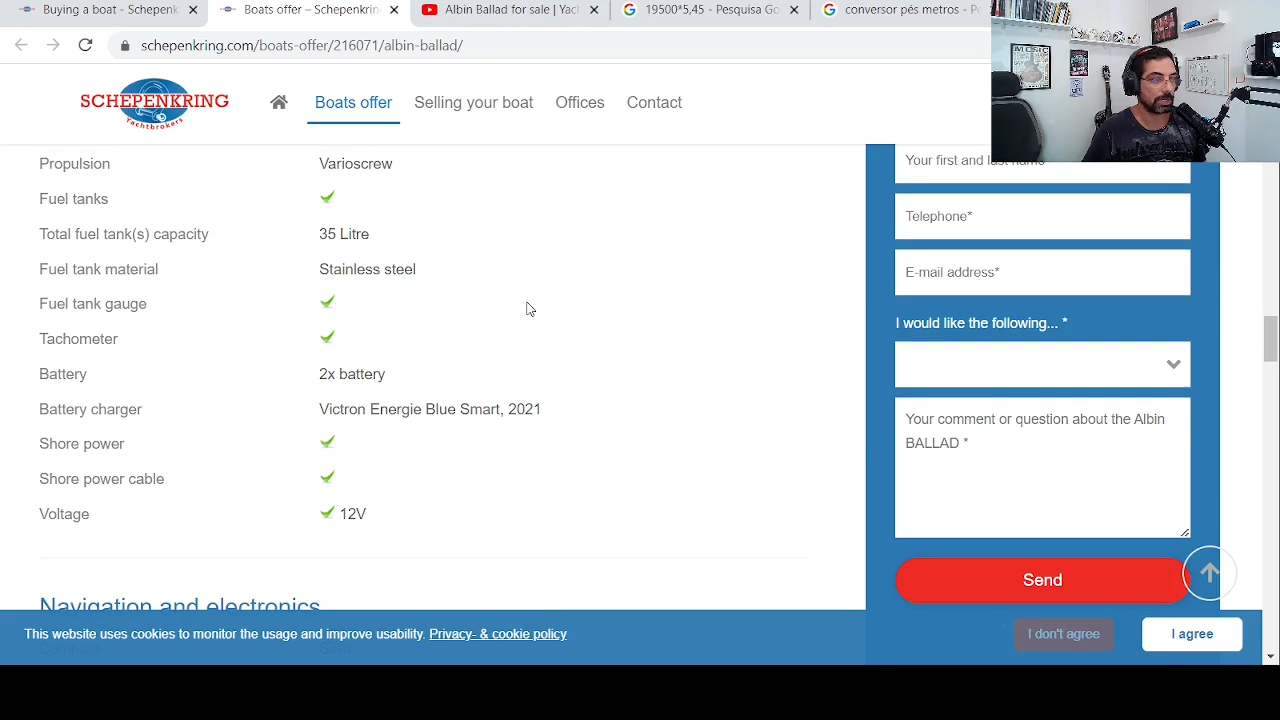 Buying a boat - Schepenk
Boats offer – Schepenkrin
Albin Ballad for sale | Yac
19500*5,45 - Pesquisa Go
conversor pés metros - P
schepenkring.com/boats-offer/216071/albin-ballad/
SCHEPENKRING
Yachtbrokers
Boats offer
Selling your boat
Offices
Contact
MUSIC
Propulsion Varioscrew
Fuel tanks
Total fuel tank(s) capacity 35 Litre
Fuel tank material Stainless steel
Fuel tank gauge
Tachometer
Battery 2x battery
Battery charger Victron Energie Blue Smart, 2021
Shore power
Shore power cable
Voltage 12V
Navigation and electronics
Your first and last name
Telephone*
E-mail address*
I would like the following... *
Your comment or question about the Albin
BALLAD *
Send
This website uses cookies to monitor the usage and improve usability. Privacy- & cookie policy
I don't agree
I agree